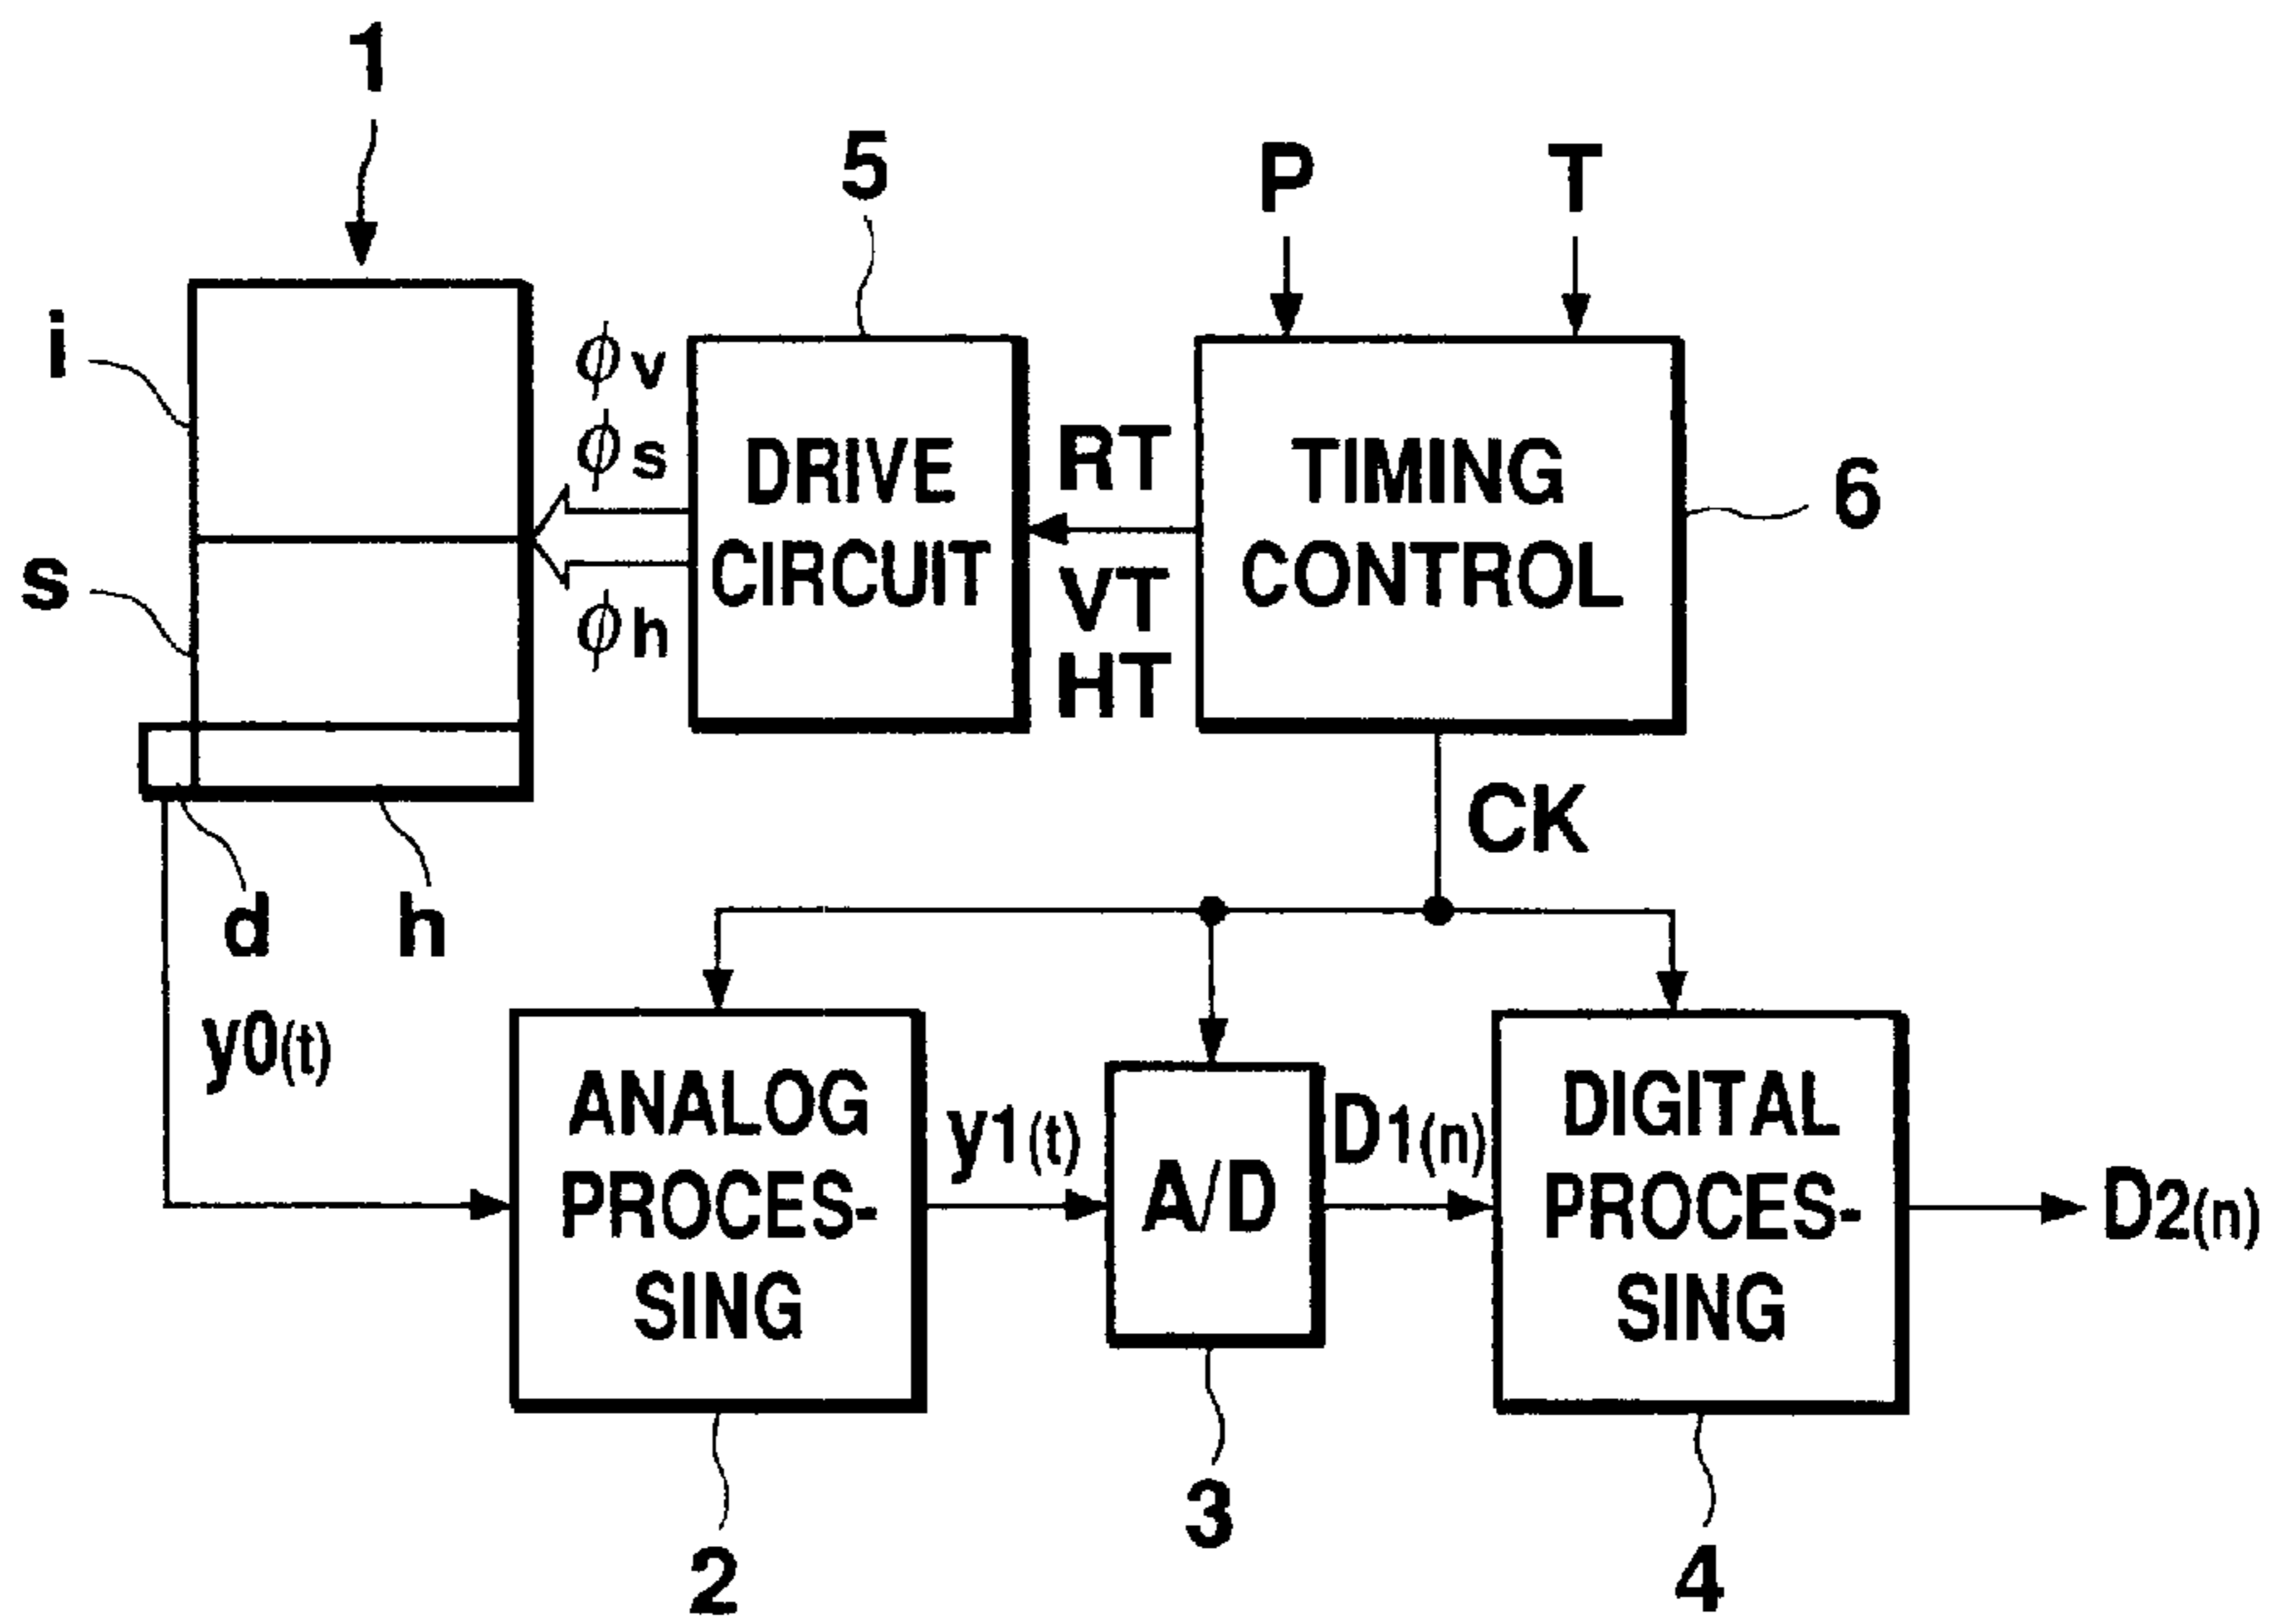 1
5
P
T
i
ϕv
ϕs
DRIVE
CIRCUIT
RT
TIMING
CONTROL
6
s
ϕh
VT
HT
CK
d
h
y0(t)
ANALOG
PROCES-
SING
y1(t)
A/D
D1(n)
DIGITAL
PROCES-
SING
D2(n)
2
3
4